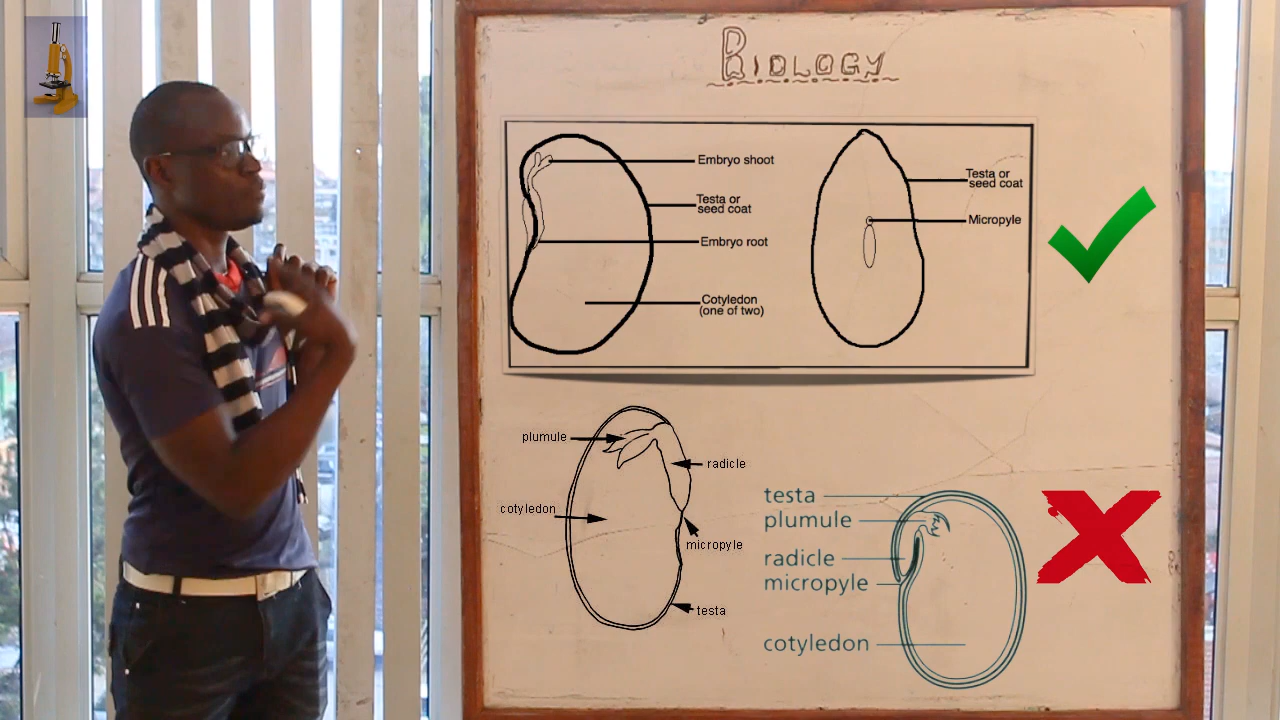 BIOLOGY
Embryo shoot
Testa or
seed coat
Embryo root
Cotyledon
(one of two)
Testa or
seed coat
Micropyle
plumule
radicle
cotyledon
micropyle
testa
testa
plumule
radicle
micropyle
cotyledon